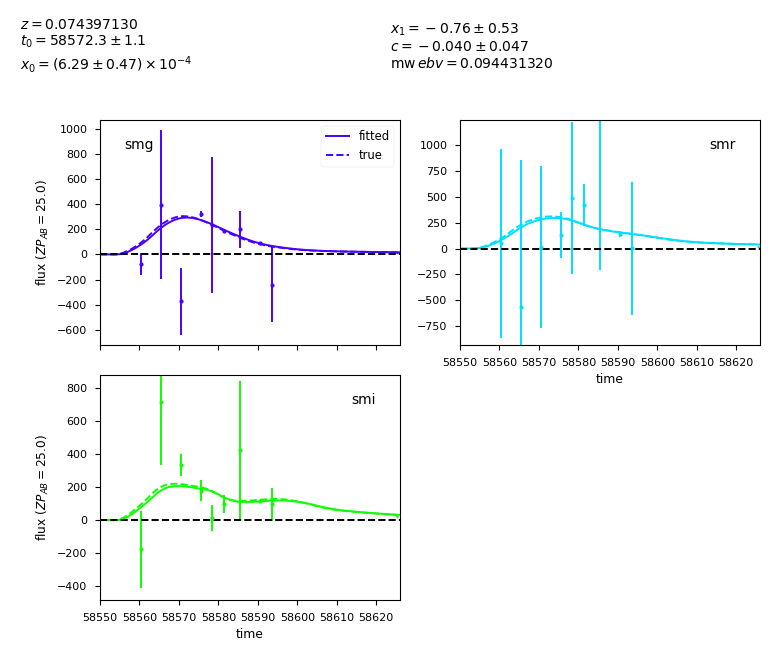 z = 0.074397130
t0 = 58572.3 ± 1.1
x0 = (6.29 ± 0.47) × 10^−4
x1 = −0.76 ± 0.53
c = −0.040 ± 0.047
mw ebv = 0.094431320
smg
fitted
true
1000
800
600
400
200
0
−200
−400
−600
flux (ZP_AB = 25.0)
smr
1000
750
500
250
0
−250
−500
−750
58550 58560 58570 58580 58590 58600 58610 58620
time
smi
800
600
400
200
0
−200
−400
flux (ZP_AB = 25.0)
58550 58560 58570 58580 58590 58600 58610 58620
time